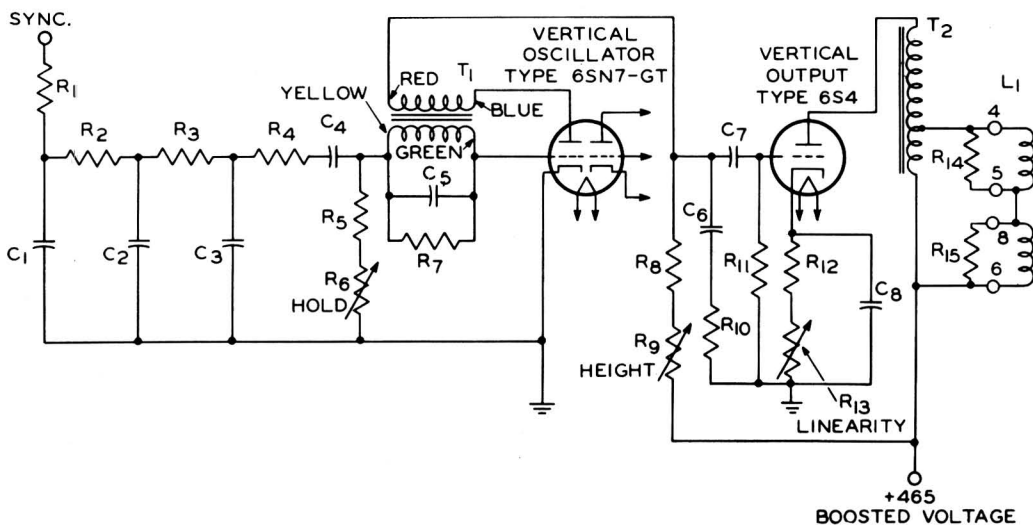 SYNC.
R1
R2
R3
R4
C4
C1
C2
C3
R5
R6
HOLD
YELLOW
RED
T1
BLUE
GREEN
C5
R7
VERTICAL
OSCILLATOR
TYPE 6SN7-GT
VERTICAL
OUTPUT
TYPE 6S4
C7
C6
R8
R9
HEIGHT
R10
R11
R12
R13
LINEARITY
C8
T2
L1
4
R14
5
8
R15
6
+465
BOOSTED VOLTAGE